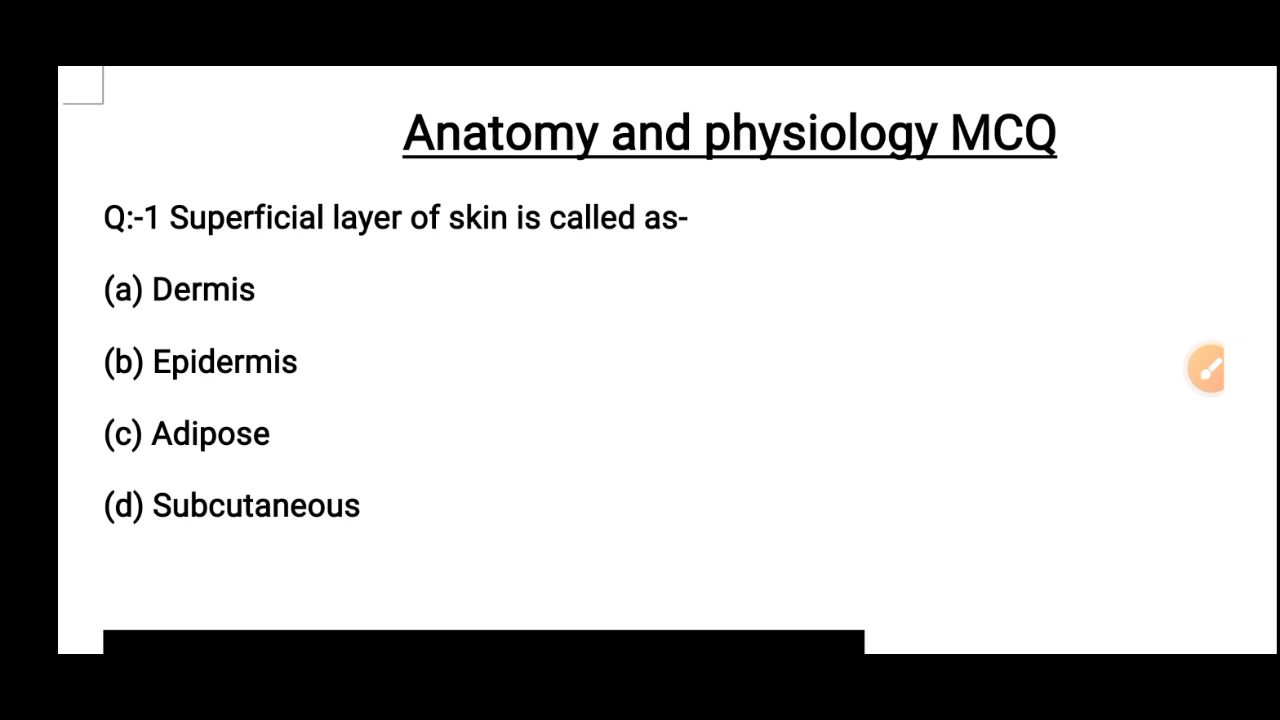 Anatomy and physiology MCQ
Q:-1 Superficial layer of skin is called as-
(a) Dermis
(b) Epidermis
(c) Adipose
(d) Subcutaneous